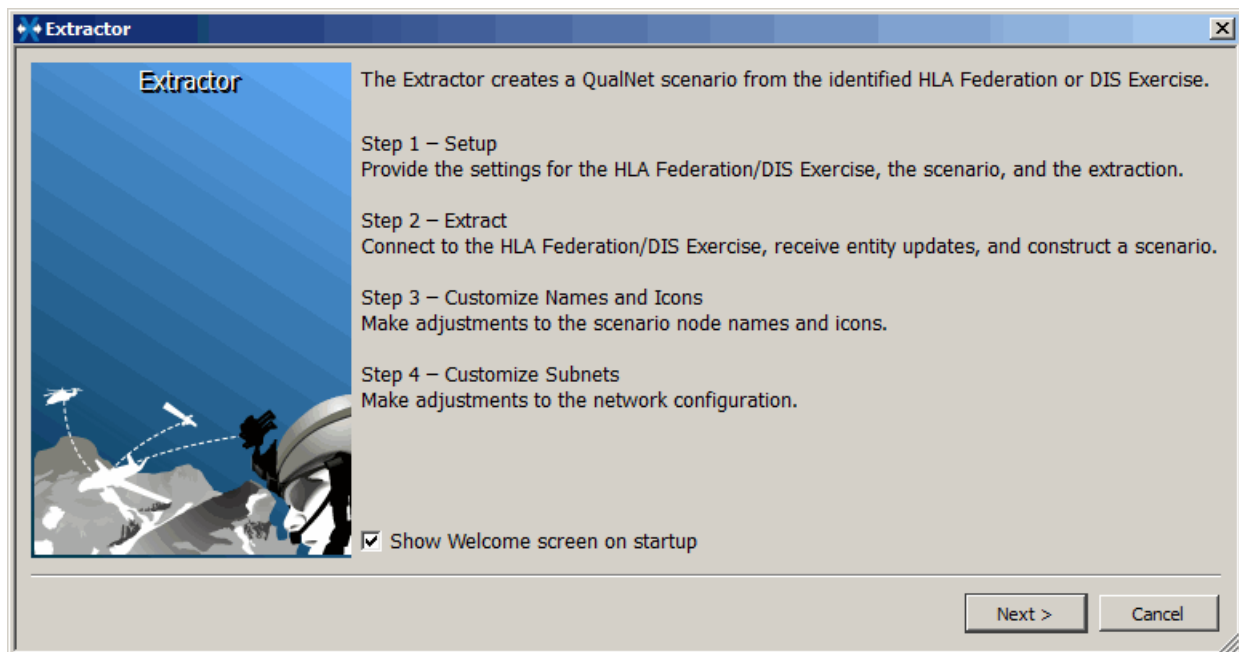 Extractor
Extractor
The Extractor creates a QualNet scenario from the identified HLA Federation or DIS Exercise.
Step 1 – Setup
Provide the settings for the HLA Federation/DIS Exercise, the scenario, and the extraction.
Step 2 – Extract
Connect to the HLA Federation/DIS Exercise, receive entity updates, and construct a scenario.
Step 3 – Customize Names and Icons
Make adjustments to the scenario node names and icons.
Step 4 – Customize Subnets
Make adjustments to the network configuration.
Show Welcome screen on startup
Next >
Cancel